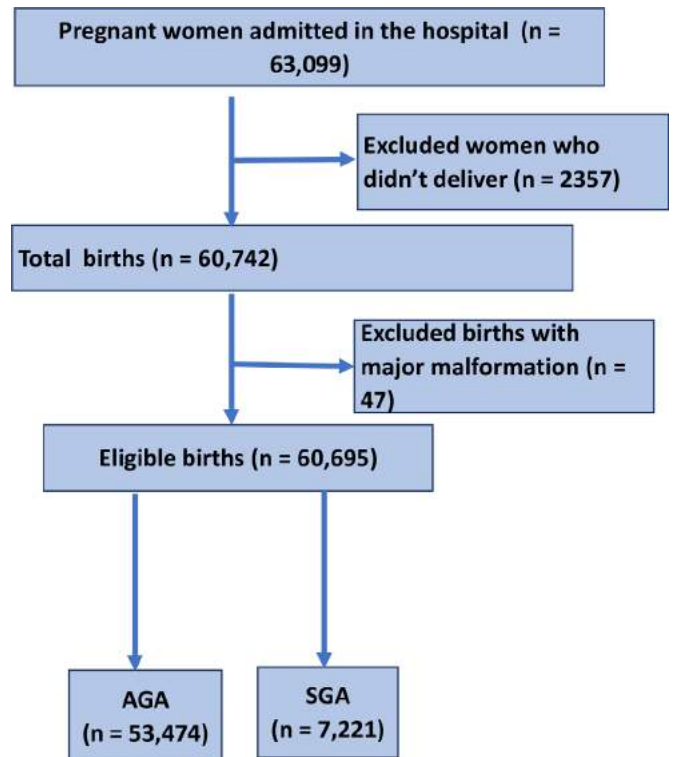 Pregnant women admitted in the hospital (n =
63,099)
Excluded women who
didn't deliver (n = 2357)
Total births (n = 60,742)
Excluded births with
major malformation (n =
47)
Eligible births (n = 60,695)
AGA
(n = 53,474)
SGA
(n = 7,221)